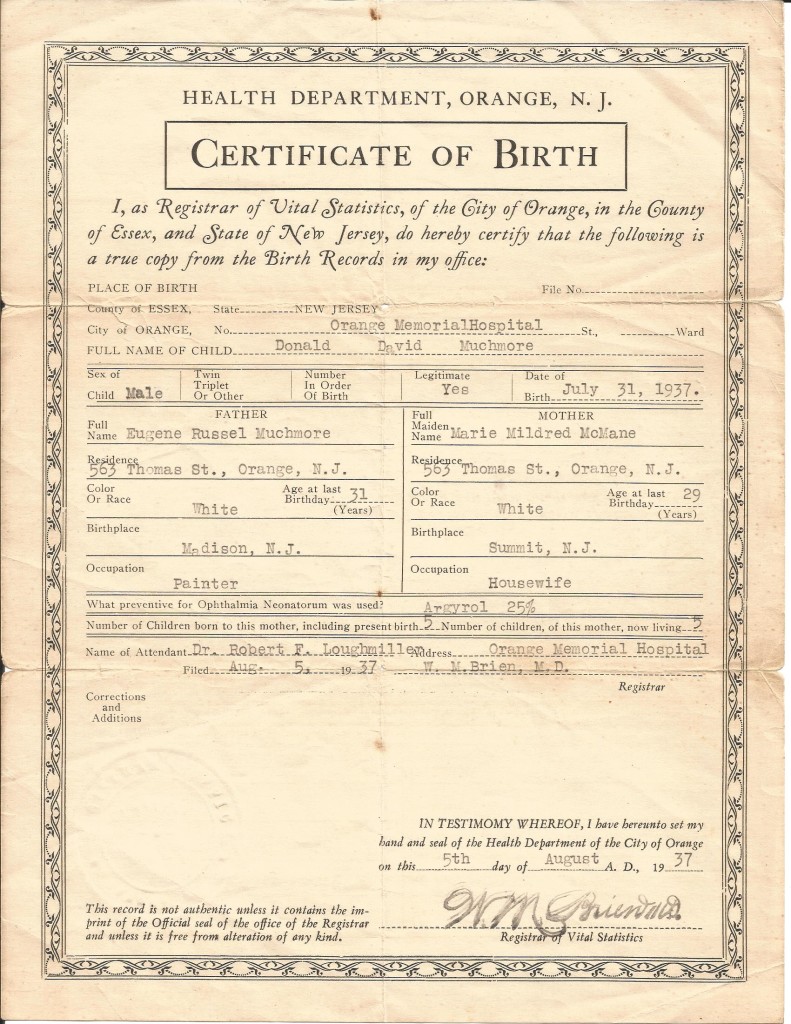 HEALTH DEPARTMENT, ORANGE, N. J.
CERTIFICATE OF BIRTH
I, as Registrar of Vital Statistics, of the City of Orange, in the County
of Essex, and State of New Jersey, do hereby certify that the following is
a true copy from the Birth Records in my office:
PLACE OF BIRTH File No.
County of ESSEX, State NEW JERSEY
City of ORANGE, No. Orange MemorialHospital St., Ward
FULL NAME OF CHILD Donald David Muchmore
Sex of Child Male
Twin Triplet Or Other
Number In Order Of Birth
Legitimate Yes
Date of Birth July 31, 1937.
FATHER
Full Name Eugene Russel Muchmore
Residence 563 Thomas St., Orange, N.J.
Color Or Race White Age at last Birthday 31 (Years)
Birthplace
Madison, N.J.
Occupation
Painter
MOTHER
Full Maiden Name Marie Mildred McMane
Residence 563 Thomas St., Orange, N.J.
Color Or Race White Age at last Birthday 29 (Years)
Birthplace
Summit, N.J.
Occupation
Housewife
What preventive for Ophthalmia Neonatorum was used? Argyrol 25%
Number of Children born to this mother, including present birth 5 Number of children, of this mother, now living 5
Name of Attendant Dr. Robert F. Loughmiller Address Orange Memorial Hospital
Filed Aug. 5, 1937 W. M.Brien, M.D.
Registrar
Corrections
and
Additions
IN TESTIMOMY WHEREOF, I have hereunto set my
hand and seal of the Health Department of the City of Orange
on this 5th day of August A. D., 1937
W. M. Brien M.D.
Registrar of Vital Statistics
This record is not authentic unless it contains the im-
print of the Official seal of the office of the Registrar
and unless it is free from alteration of any kind.